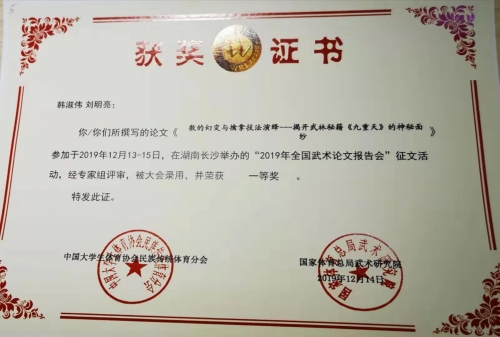 获奖证书
韩淑伟 刘明亮：
你/你们所撰写的论文《数的幻变与擒拿技法演绎---揭开武林秘籍《九重天》的神秘面纱》
参加于2019年12月13-15日，在湖南长沙举办的“2019年全国武术论文报告会”征文活
动，经专家组评审，被大会录用，并荣获 一等奖 。
特发此证。
中国大学生体育协会民族传统体育分会
国家体育总局武术研究院
2019年12月14日